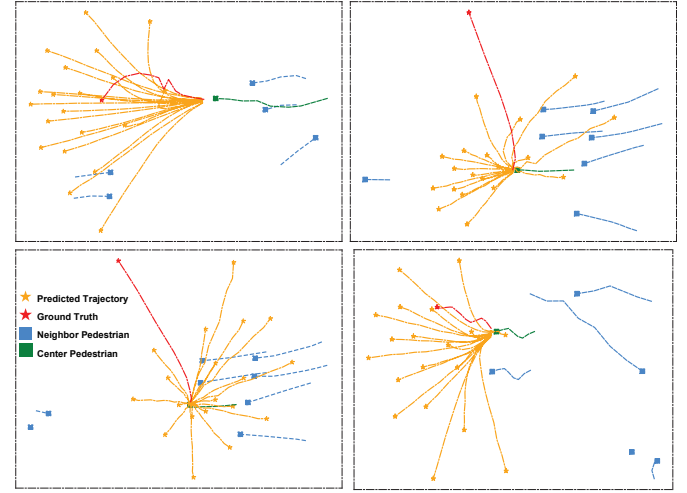 Predicted Trajectory
Ground Truth
Neighbor Pedestrian
Center Pedestrian